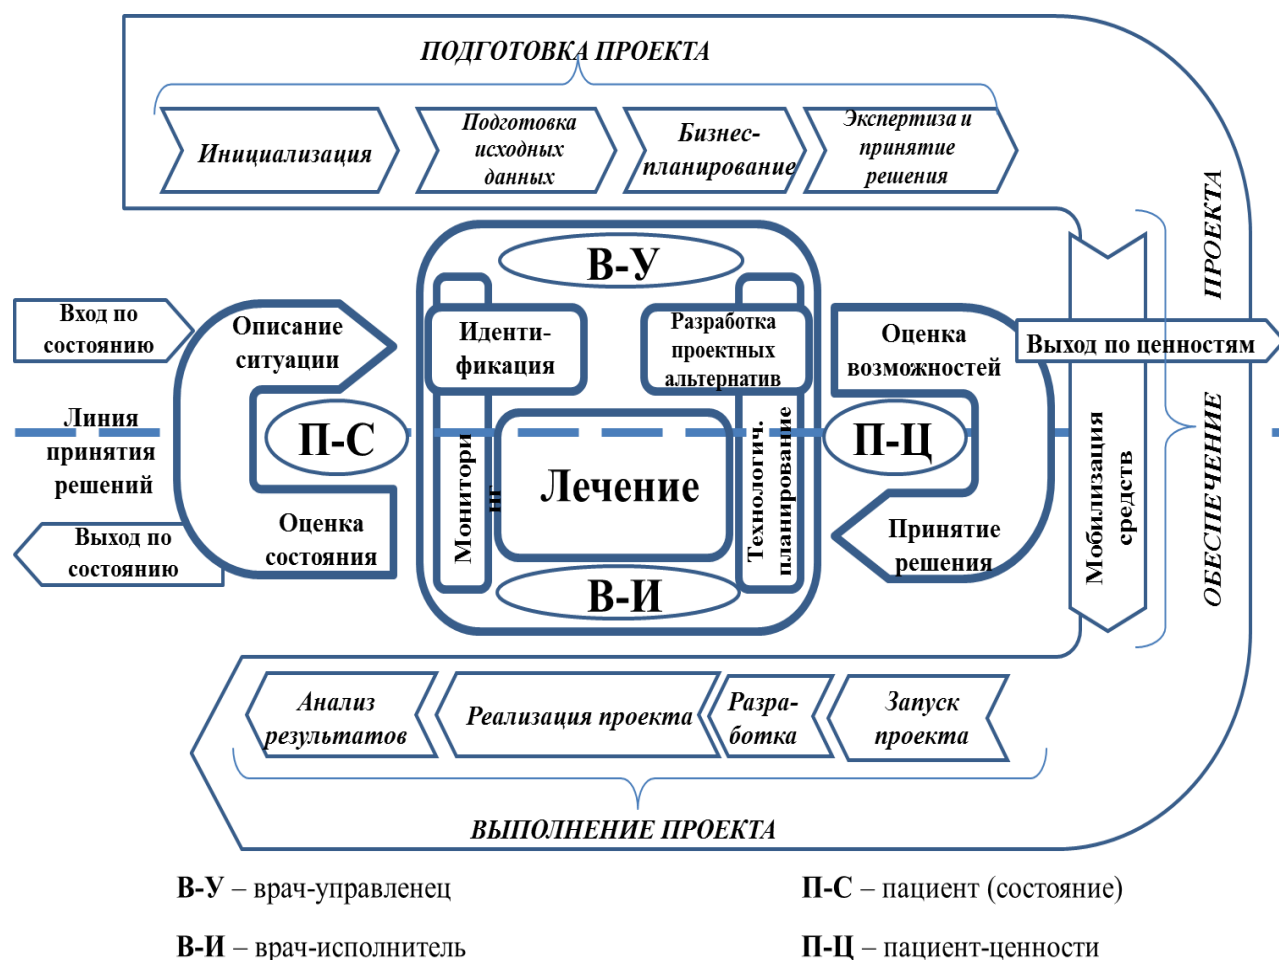 ПОДГОТОВКА ПРОЕКТА
Инициализация
Подготовка
исходных
данных
Бизнес-
планирование
Экспертиза и
принятие
решения
ПРОЕКТА
ОБЕСПЕЧЕНИЕ
Вход по
состоянию
Описание
ситуации
В-У
Иденти-
фикация
Разработка
проектных
альтернатив
Оценка
возможностей
Выход по ценностям
Линия
принятия
решений
П-С
Монитори
нг
Лечение
Технологич.
планирование
П-Ц
Мобилизация
средств
Выход по
состоянию
Оценка
состояния
В-И
Принятие
решения
Анализ
результатов
Реализация проекта
Разра-
ботка
Запуск
проекта
ВЫПОЛНЕНИЕ ПРОЕКТА
В-У – врач-управленец
П-С – пациент (состояние)
В-И – врач-исполнитель
П-Ц – пациент-ценности